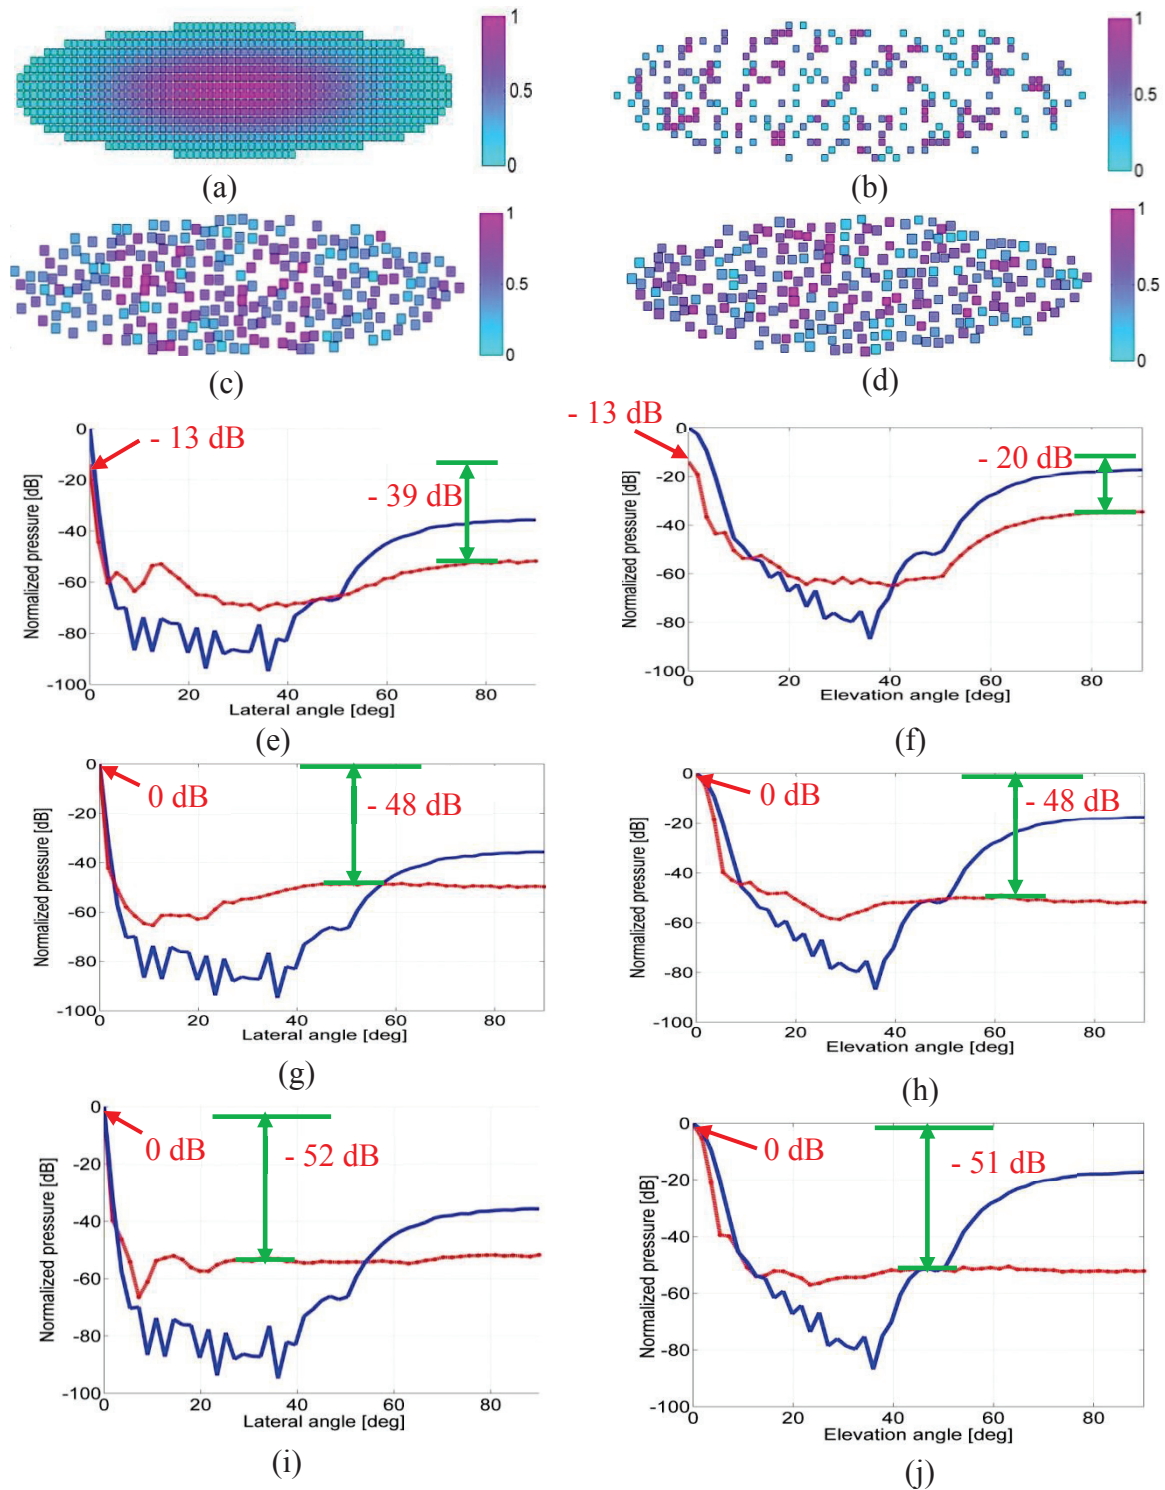 1
0.5
0
(a)
1
0.5
0
(b)
1
0.5
0
(c)
1
0.5
0
(d)
0
-20
-40
-60
-80
-100
0
20
40
60
80
Normalized pressure [dB]
Lateral angle [deg]
- 13 dB
- 39 dB
(e)
0
-20
-40
-60
-80
-100
0
20
40
60
80
Normalized pressure [dB]
Elevation angle [deg]
- 13 dB
- 20 dB
(f)
0
-20
-40
-60
-80
-100
0
20
40
60
80
Normalized pressure [dB]
Lateral angle [deg]
0 dB
- 48 dB
(g)
0
-20
-40
-60
-80
-100
0
20
40
60
80
Normalized pressure [dB]
Elevation angle [deg]
0 dB
- 48 dB
(h)
0
-20
-40
-60
-80
-100
0
20
40
60
80
Normalized pressure [dB]
Lateral angle [deg]
0 dB
- 52 dB
(i)
0
-20
-40
-60
-80
-100
0
20
40
60
80
Normalized pressure [dB]
Elevation angle [deg]
0 dB
- 51 dB
(j)